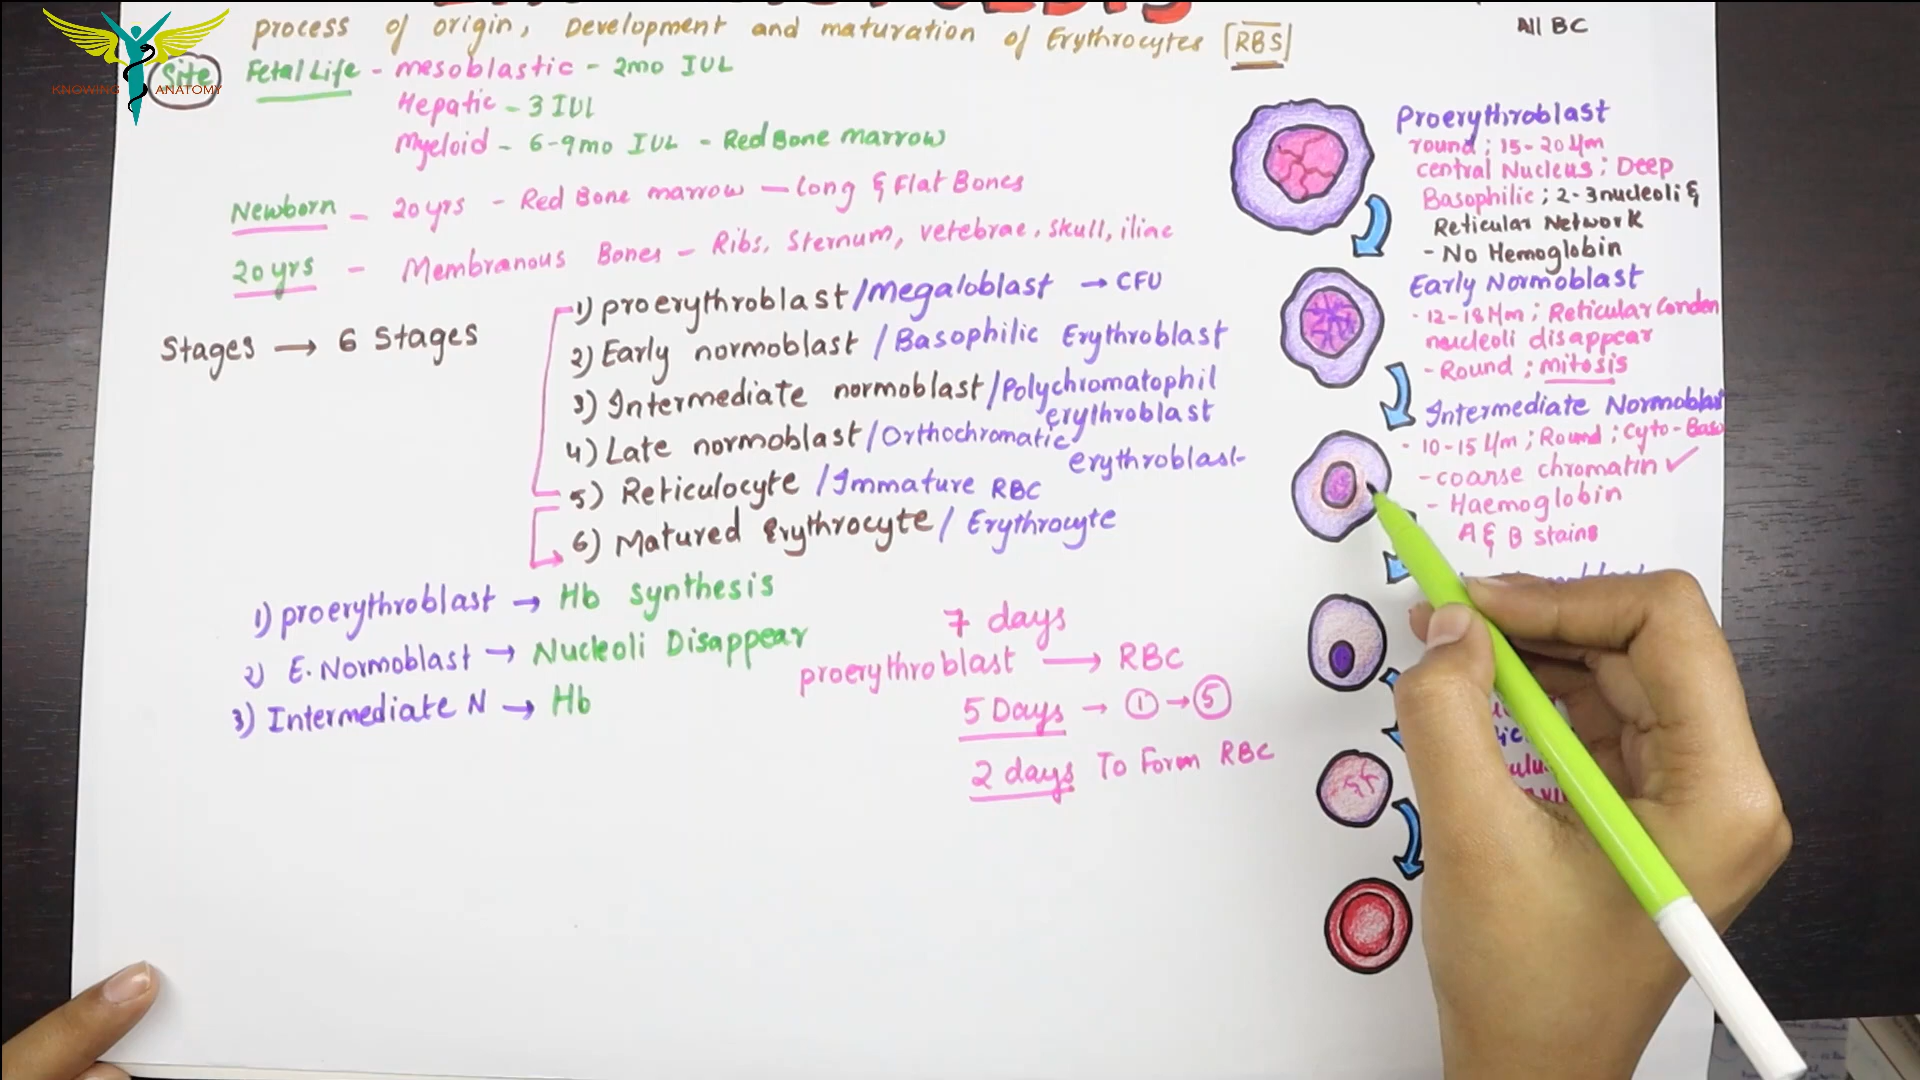 process of origin, Development and maturation of Erythrocytes [RBS]
All BC
KNOWING ANATOMY
Site Fetal Life - mesoblastic - 2mo IUL
Hepatic - 3 IUL
Myeloid - 6-9mo IUL - Red Bone marrow
Newborn - 20yrs - Red Bone marrow - Long & Flat Bones
20yrs - Membranous Bones - Ribs, Sternum, vetebrae, skull, iliac
Stages → 6 Stages
1) proerythroblast/Megaloblast → CFU
2) Early normoblast / Basophilic Erythroblast
3) Intermediate normoblast/Polychromatophil
erythroblast
4) Late normoblast/Orthochromatic
erythroblast
5) Reticulocyte /Immature RBC
6) Matured Erythrocyte/ Erythrocyte
1) proerythroblast → Hb synthesis
2) E. Normoblast → Nucleoli Disappear
3) Intermediate N → Hb
7 days
proerythroblast → RBC
5 Days → ① → ⑤
2 days To Form RBC
Proerythroblast
round; 15-20 µm
central Nucleus; Deep
Basophilic; 2-3nucleoli &
Reticular Network
- No Hemoglobin
Early Normoblast
- 12-18 µm; Reticular Conden
nucleoli disappear
- Round; mitosis
Intermediate Normoblast
- 10-15 µm; Round; Cyto-Baso
- coarse chromatin ✓
- Haemoglobin
A & B stains